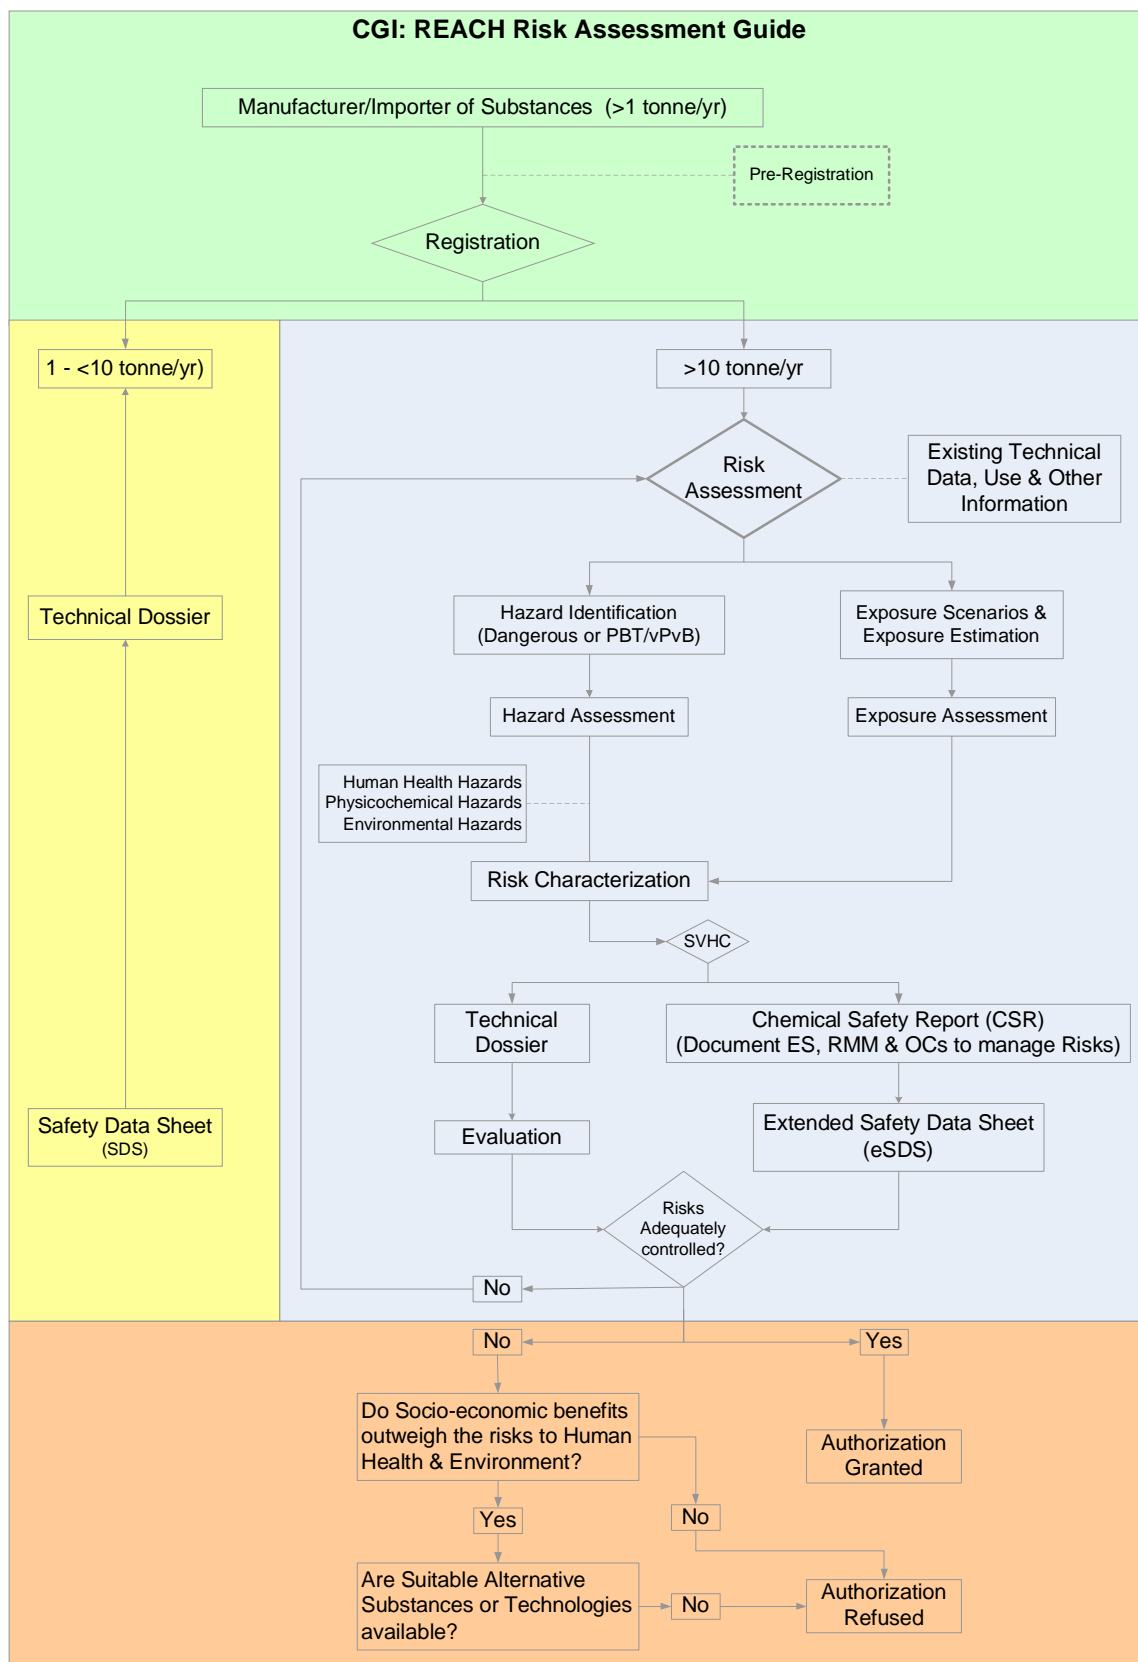 CGI: REACH Risk Assessment Guide
Manufacturer/Importer of Substances (>1 tonne/yr)
Pre-Registration
Registration
1 - <10 tonne/yr)
>10 tonne/yr
Risk
Assessment
Existing Technical
Data, Use & Other
Information
Technical Dossier
Hazard Identification
(Dangerous or PBT/vPvB)
Exposure Scenarios &
Exposure Estimation
Hazard Assessment
Exposure Assessment
Human Health Hazards
Physicochemical Hazards
Environmental Hazards
Risk Characterization
SVHC
Technical
Dossier
Chemical Safety Report (CSR)
(Document ES, RMM & OCs to manage Risks)
Safety Data Sheet
(SDS)
Evaluation
Extended Safety Data Sheet
(eSDS)
Risks
Adequately
controlled?
No
No
Yes
Do Socio-economic benefits
outweigh the risks to Human
Health & Environment?
Authorization
Granted
Yes
No
Are Suitable Alternative
Substances or Technologies
available?
No
Authorization
Refused